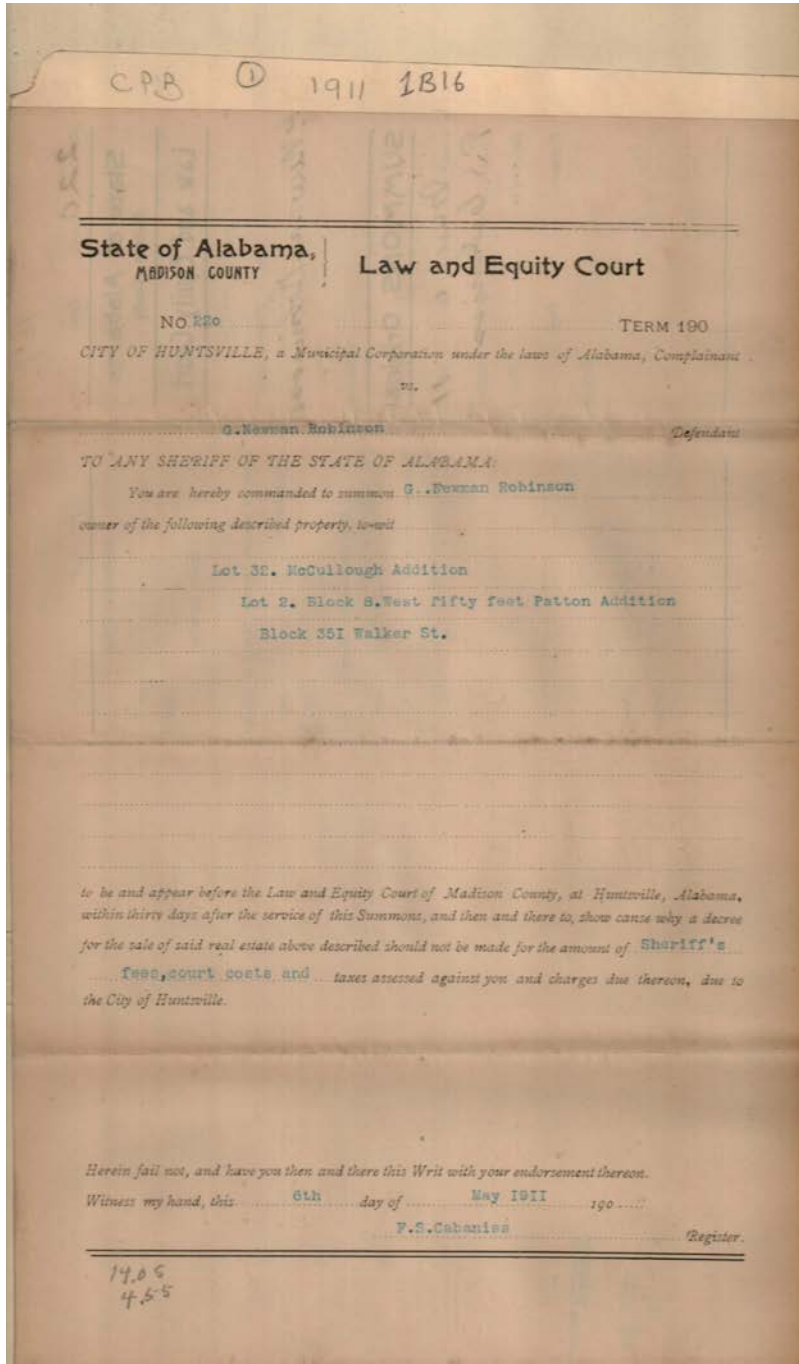 CPB ① 1911 1B16
State of Alabama, Law and Equity Court
MADISON COUNTY
NO 220 TERM 190
CITY OF HUNTSVILLE, a Municipal Corporation under the laws of Alabama, Complainant
vs.
G.Newman Robinson Defendant
TO ANY SHERIFF OF THE STATE OF ALABAMA:
You are hereby commanded to summon G..Newman Robinson
owner of the following described property, to-wit
Lot 32. McCullough Addition
Lot 2. Block 8.West fifty feet Patton Addition
Block 35I Walker St.
to be and appear before the Law and Equity Court of Madison County, at Huntsville, Alabama,
within thirty days after the service of this Summons, and then and there to, show cause why a decree
for the sale of said real estate above described should not be made for the amount of Sheriff's
fees,court costs and taxes assessed against you and charges due thereon, due to
the City of Huntsville.
Herein fail not, and have you then and there this Writ with your endorsement thereon.
Witness my hand, this 6th day of May I9II 190
F.S.Cabaniss Register.
14.05
4.55